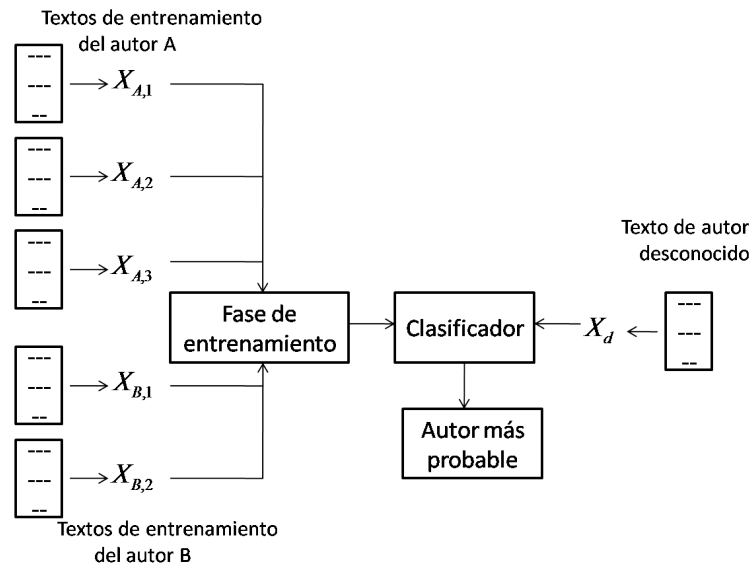 Textos de entrenamiento
del autor A
---
---
--
X_{A,1}
---
---
--
X_{A,2}
---
---
--
X_{A,3}
Texto de autor
desconocido
Fase de
entrenamiento
Clasificador
X_d
---
---
--
---
---
--
X_{B,1}
Autor más
probable
---
---
--
X_{B,2}
Textos de entrenamiento
del autor B